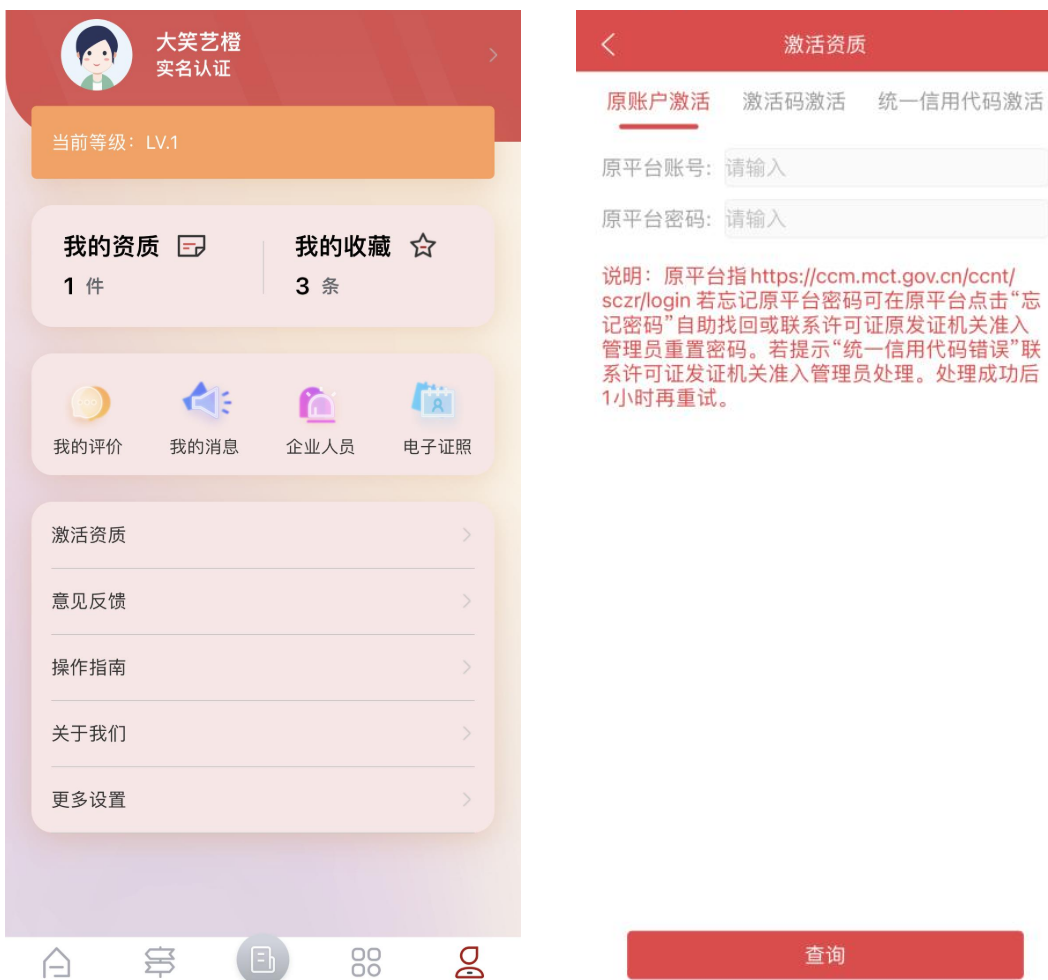 大笑艺橙
实名认证
当前等级：LV.1
我的资质
1 件
我的收藏
3 条
我的评价
我的消息
企业人员
电子证照
激活资质
意见反馈
操作指南
关于我们
更多设置
激活资质
原账户激活 激活码激活 统一信用代码激活
原平台账号: 请输入
原平台密码: 请输入
说明：原平台指https://ccm.mct.gov.cn/ccnt/
sczr/login 若忘记原平台密码可在原平台点击“忘
记密码”自助找回或联系许可证原发证机关准入
管理员重置密码。若提示“统一信用代码错误”联
系许可证发证机关准入管理员处理。处理成功后
1小时再重试。
查询